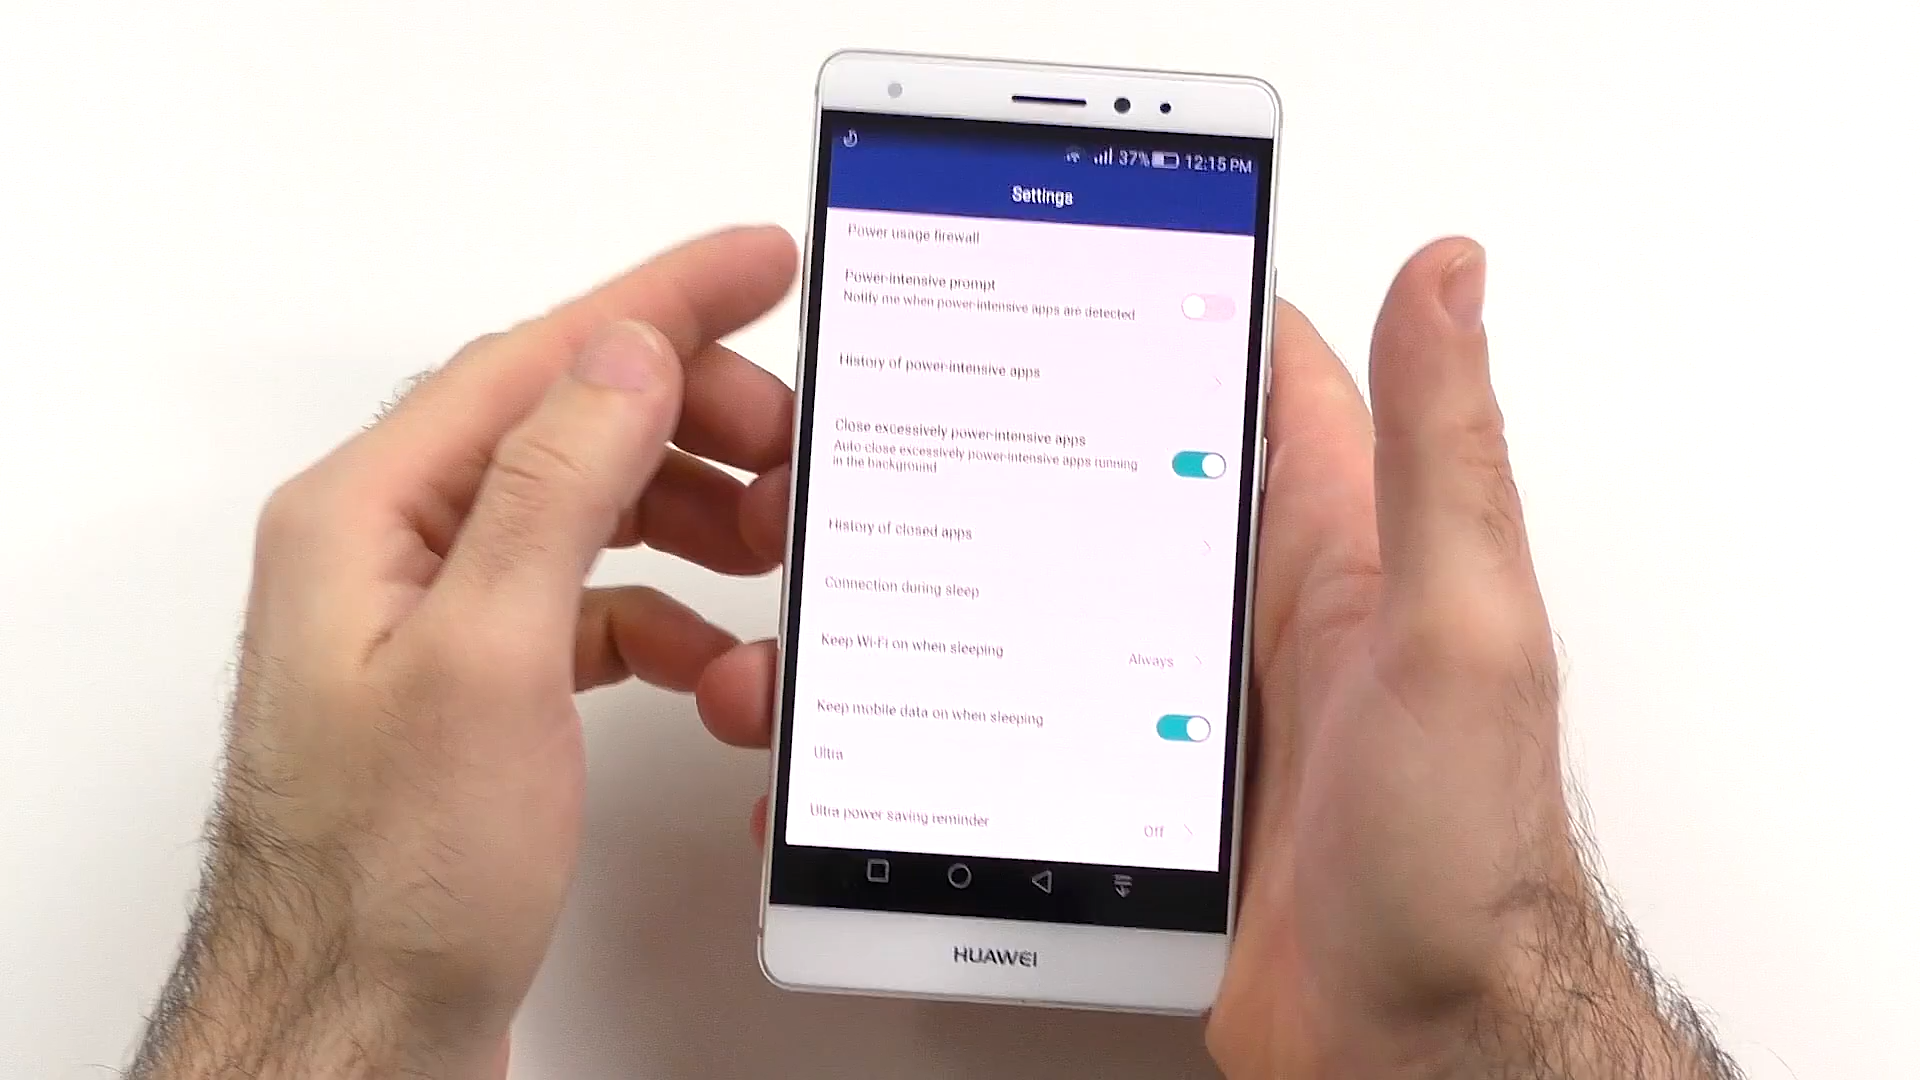 37% 12:15 PM
Settings
Power usage firewall
Power-intensive prompt
Notify me when power-intensive apps are detected
History of power-intensive apps
Close excessively power-intensive apps
Auto close excessively power-intensive apps running
in the background
History of closed apps
Connection during sleep
Keep Wi-Fi on when sleeping
Always
Keep mobile data on when sleeping
Ultra
Ultra power saving reminder
Off
HUAWEI